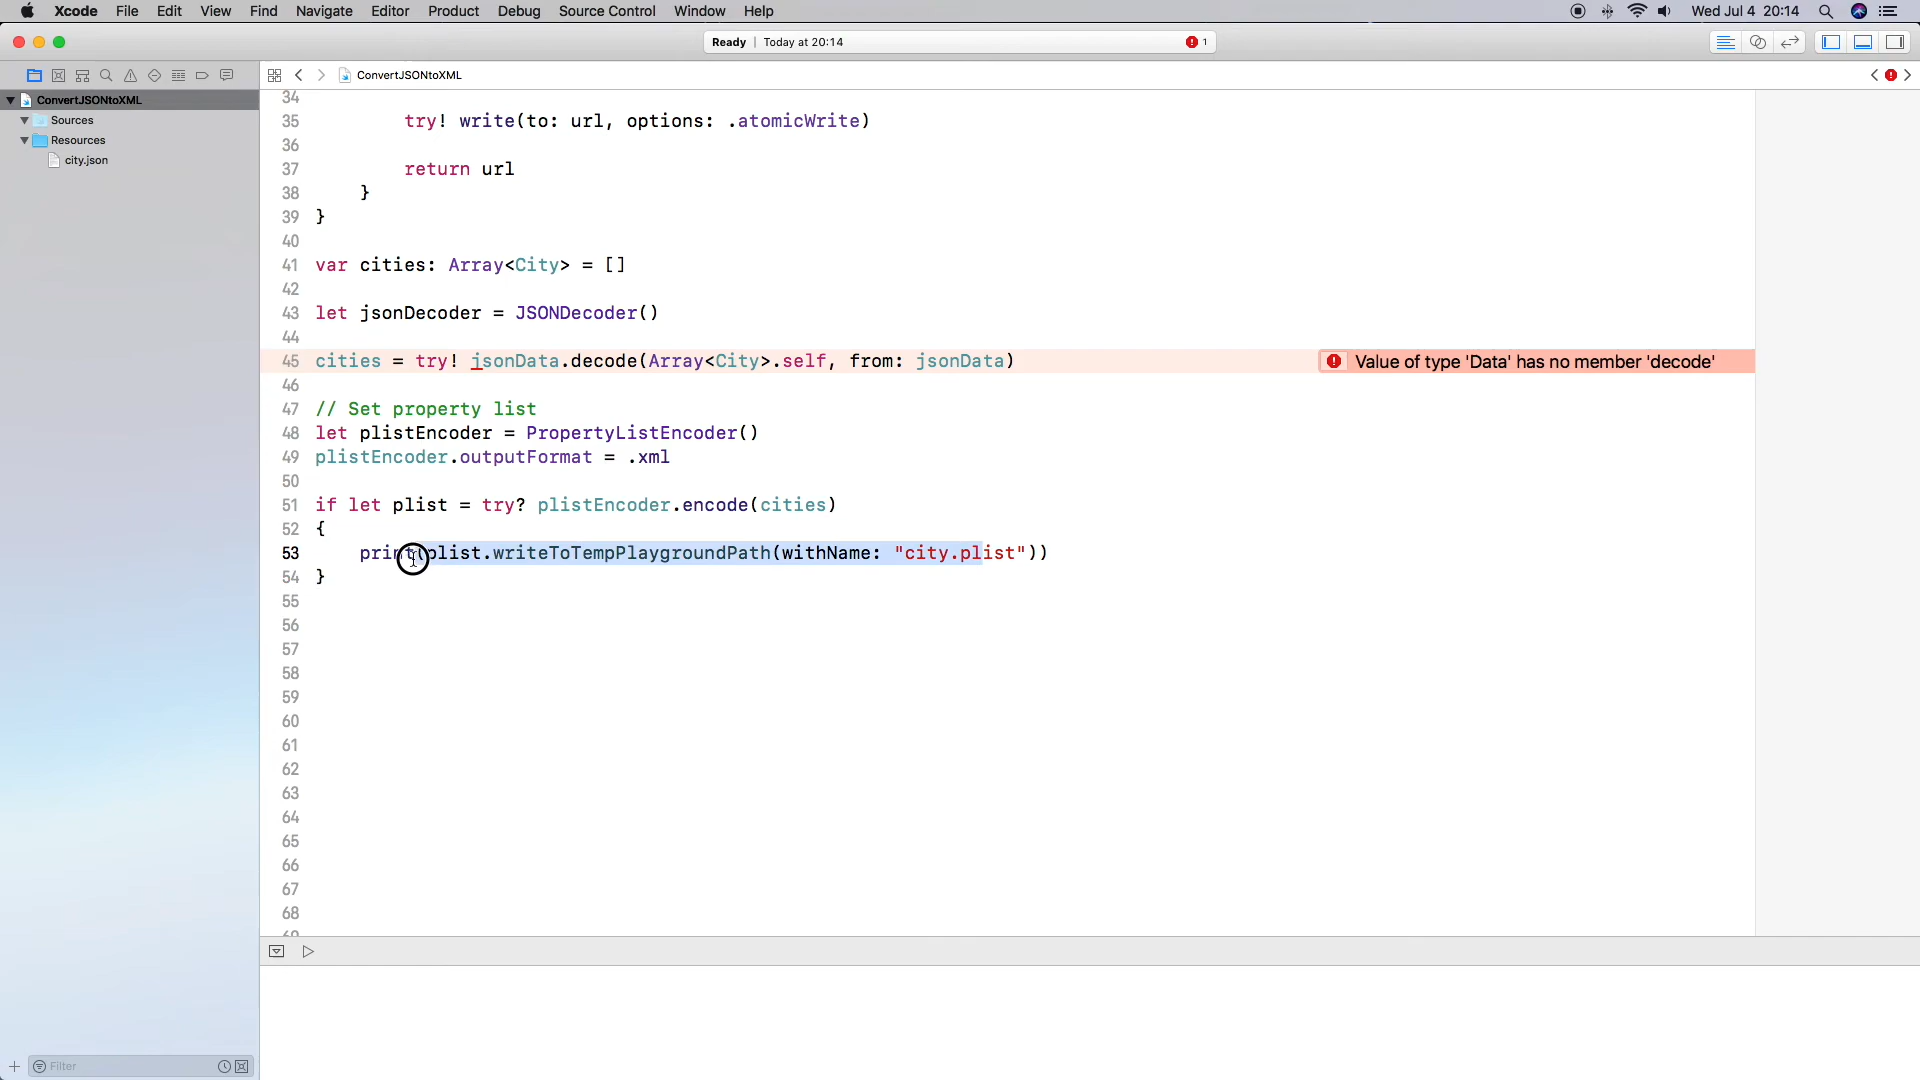 Xcode File Edit View Find Navigate Editor Product Debug Source Control Window Help Wed Jul 4 20:14
Ready | Today at 20:14 1
ConvertJSONtoXML
ConvertJSONtoXML
Sources
Resources
city.json
34
35 try! write(to: url, options: .atomicWrite)
36
37 return url
38 }
39 }
40
41 var cities: Array<City> = []
42
43 let jsonDecoder = JSONDecoder()
44
45 cities = try! jsonData.decode(Array<City>.self, from: jsonData) Value of type 'Data' has no member 'decode'
46
47 // Set property list
48 let plistEncoder = PropertyListEncoder()
49 plistEncoder.outputFormat = .xml
50
51 if let plist = try? plistEncoder.encode(cities)
52 {
53 print(plist.writeToTempPlaygroundPath(withName: "city.plist"))
54 }
55
56
57
58
59
60
61
62
63
64
65
66
67
68
69
Filter